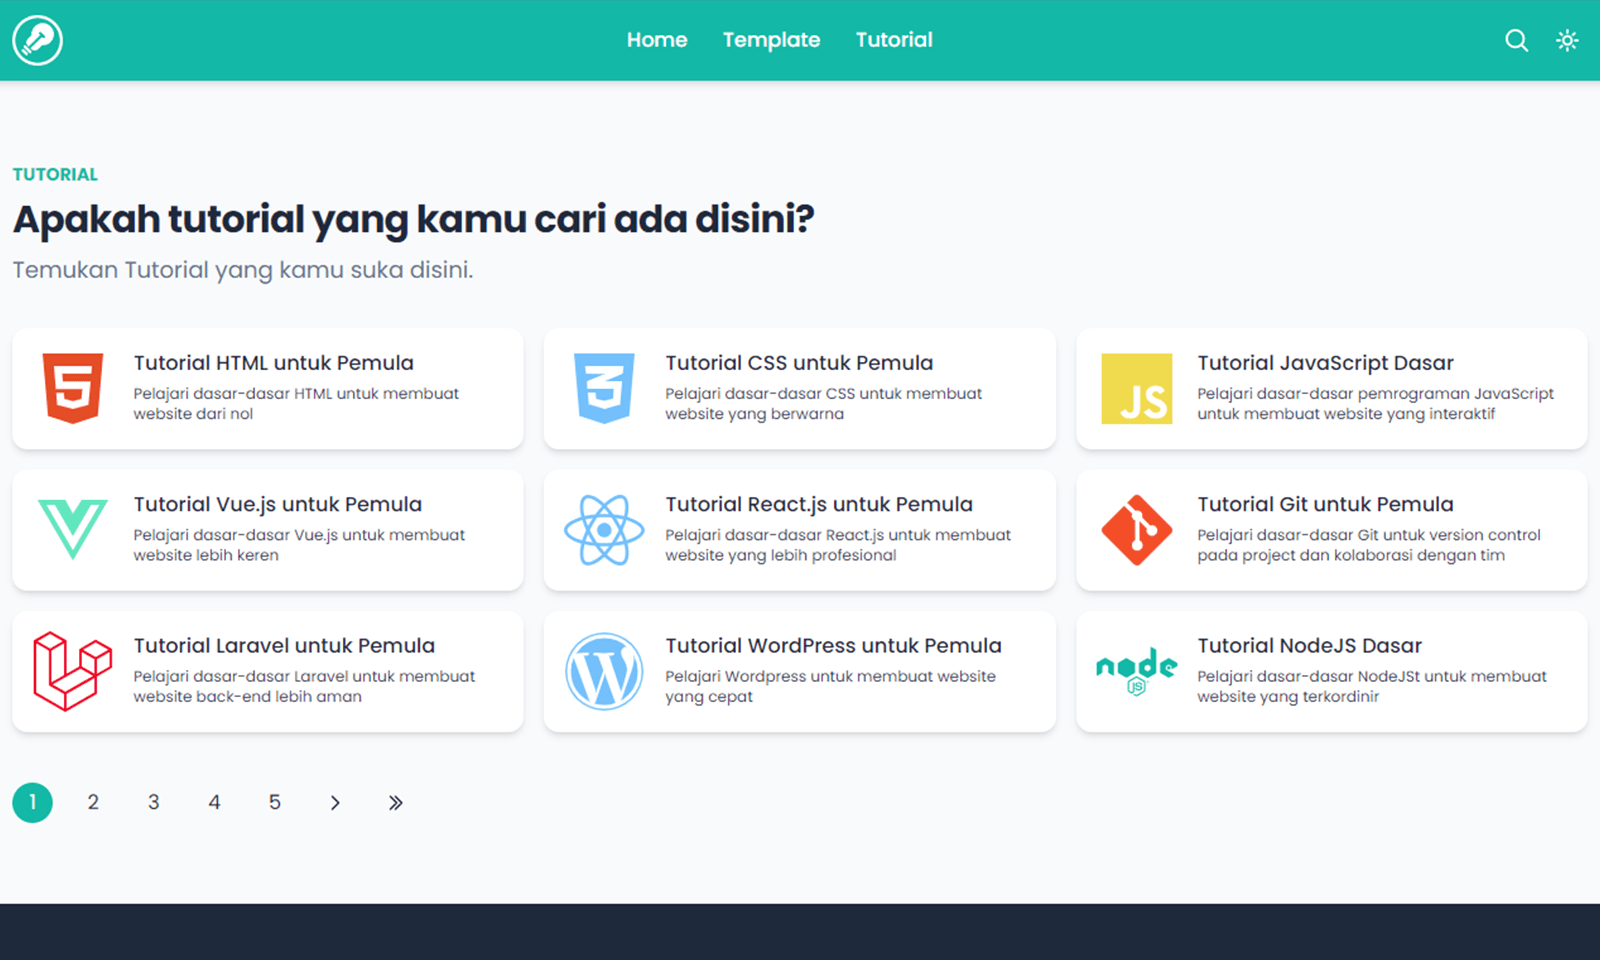 Home Template Tutorial
TUTORIAL
Apakah tutorial yang kamu cari ada disini?
Temukan Tutorial yang kamu suka disini.
Tutorial HTML untuk Pemula
Pelajari dasar-dasar HTML untuk membuat
website dari nol
Tutorial CSS untuk Pemula
Pelajari dasar-dasar CSS untuk membuat
website yang berwarna
JS
Tutorial JavaScript Dasar
Pelajari dasar-dasar pemrograman JavaScript
untuk membuat website yang interaktif
Tutorial Vue.js untuk Pemula
Pelajari dasar-dasar Vue.js untuk membuat
website lebih keren
Tutorial React.js untuk Pemula
Pelajari dasar-dasar React.js untuk membuat
website yang lebih profesional
Tutorial Git untuk Pemula
Pelajari dasar-dasar Git untuk version control
pada project dan kolaborasi dengan tim
Tutorial Laravel untuk Pemula
Pelajari dasar-dasar Laravel untuk membuat
website back-end lebih aman
Tutorial WordPress untuk Pemula
Pelajari Wordpress untuk membuat website
yang cepat
node
JS
Tutorial NodeJS Dasar
Pelajari dasar-dasar NodeJSt untuk membuat
website yang terkordinir
1 2 3 4 5 > »